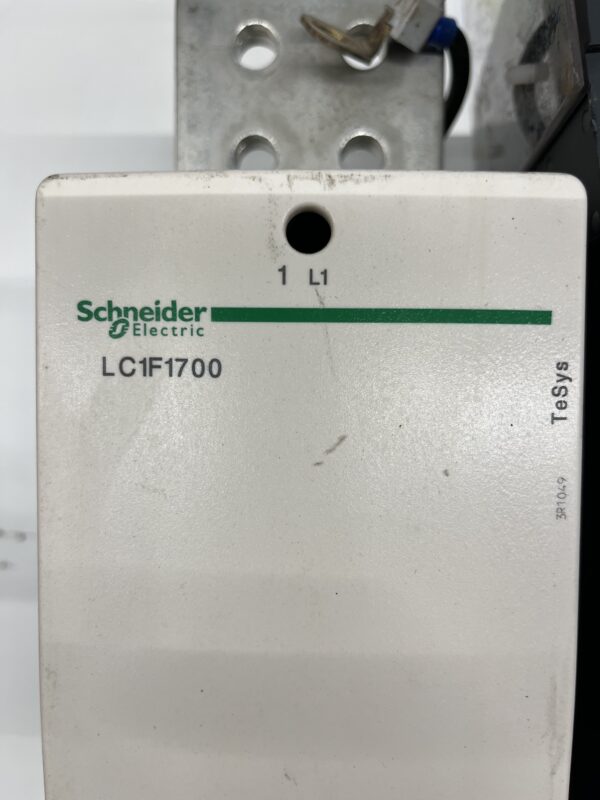 1 L1
Schneider
Electric
LC1F1700
TeSys
3R1049